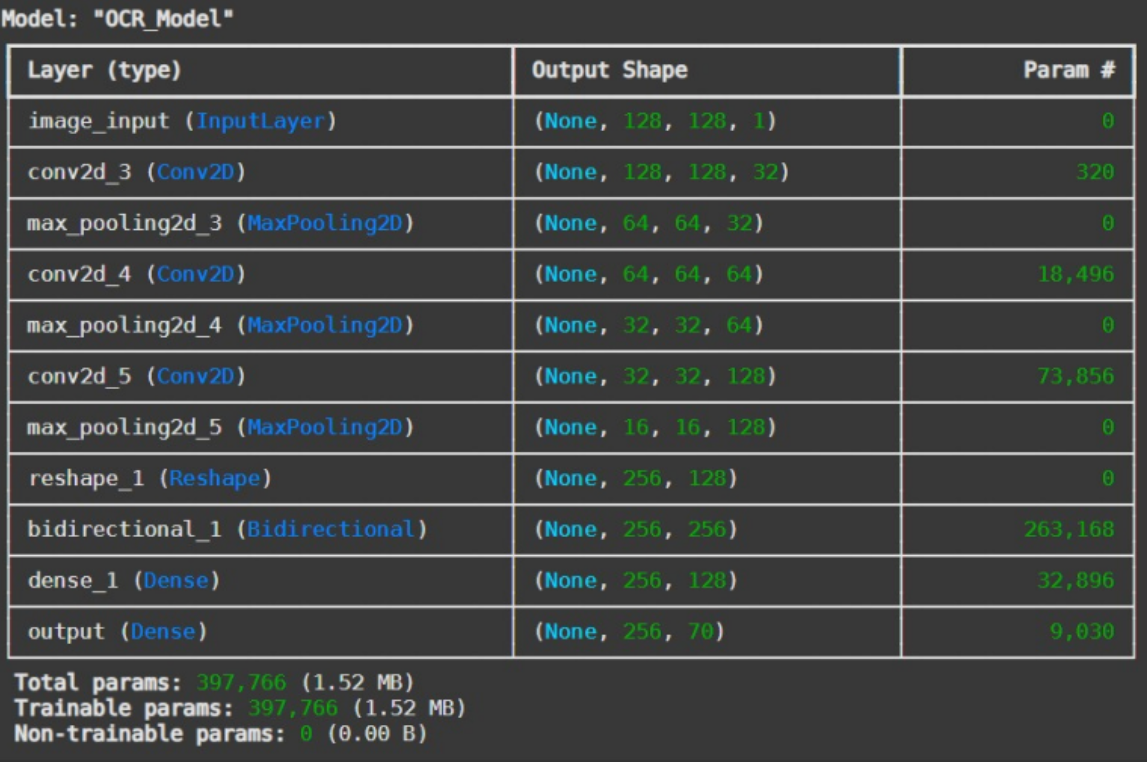 Model: "OCR_Model"
Layer (type) Output Shape Param #
image_input (InputLayer) (None, 128, 128, 1) 0
conv2d_3 (Conv2D) (None, 128, 128, 32) 320
max_pooling2d_3 (MaxPooling2D) (None, 64, 64, 32) 0
conv2d_4 (Conv2D) (None, 64, 64, 64) 18,496
max_pooling2d_4 (MaxPooling2D) (None, 32, 32, 64) 0
conv2d_5 (Conv2D) (None, 32, 32, 128) 73,856
max_pooling2d_5 (MaxPooling2D) (None, 16, 16, 128) 0
reshape_1 (Reshape) (None, 256, 128) 0
bidirectional_1 (Bidirectional) (None, 256, 256) 263,168
dense_1 (Dense) (None, 256, 128) 32,896
output (Dense) (None, 256, 70) 9,030
Total params: 397,766 (1.52 MB)
Trainable params: 397,766 (1.52 MB)
Non-trainable params: 0 (0.00 B)